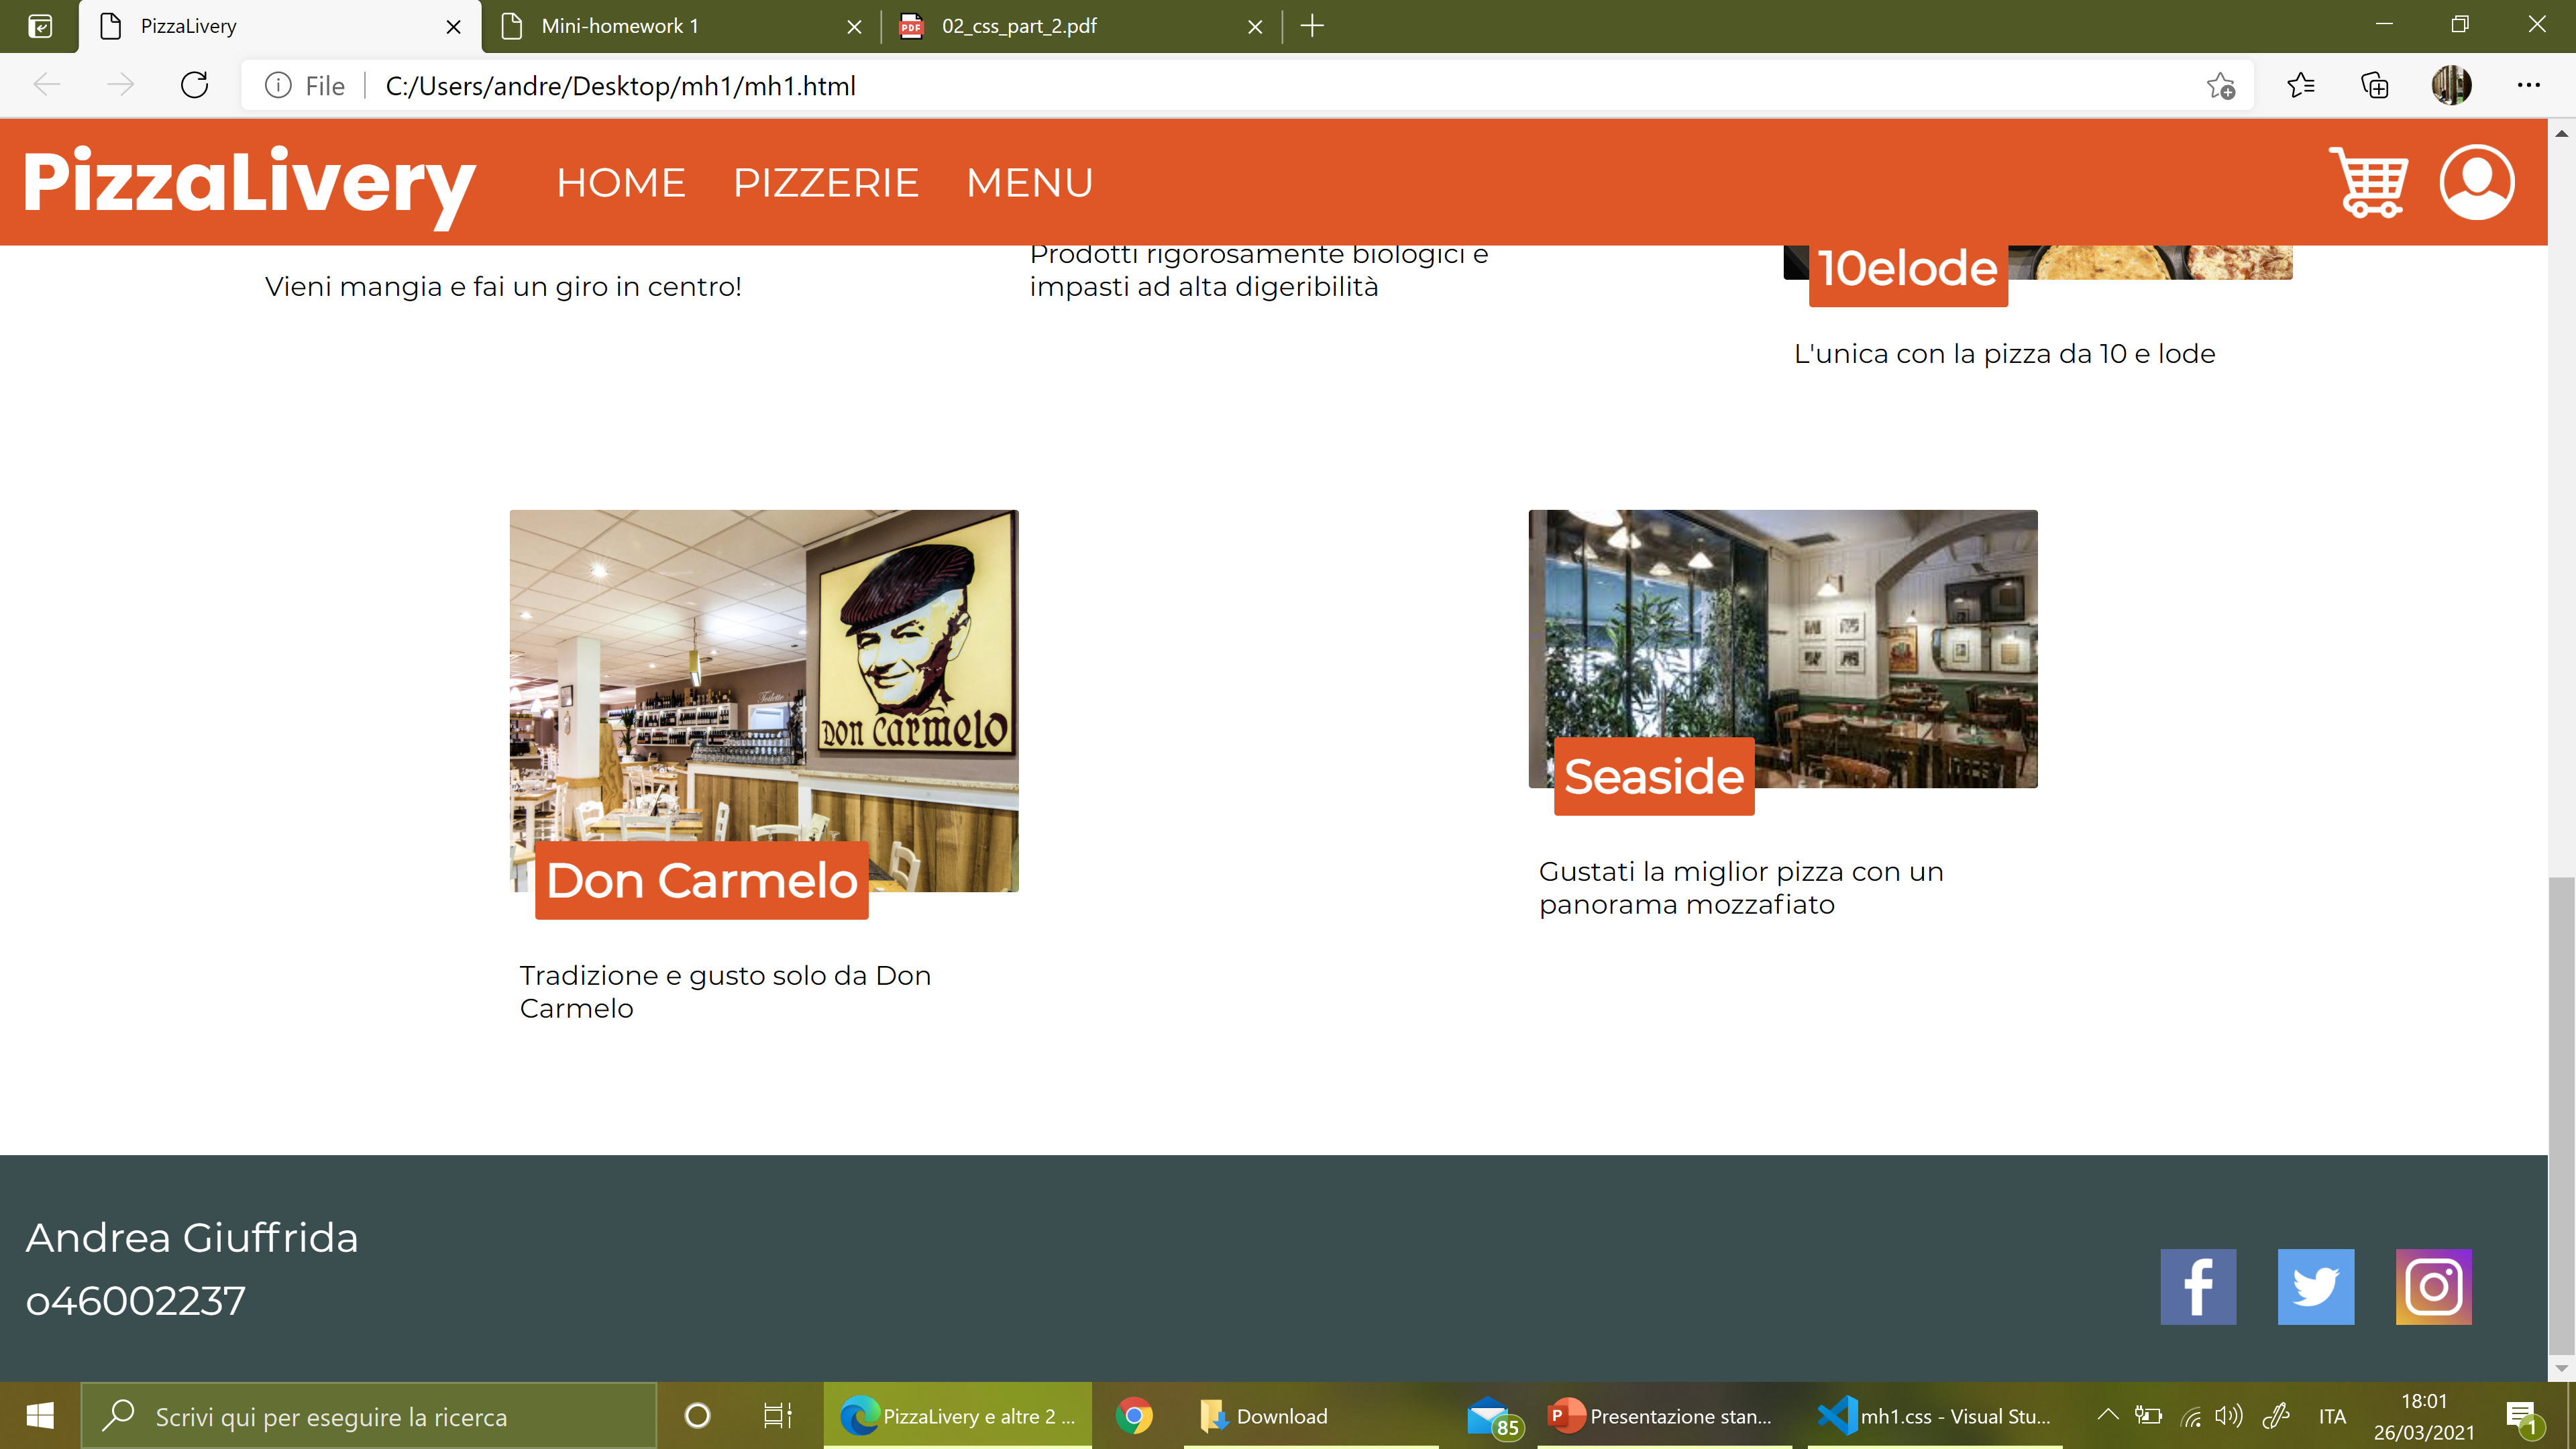 PizzaLivery
Mini-homework 1
PDF
02_css_part_2.pdf
File
C:/Users/andre/Desktop/mh1/mh1.html
PizzaLivery
HOME
PIZZERIE
MENU
Vieni mangia e fai un giro in centro!
Prodotti rigorosamente biologici e
impasti ad alta digeribilità
10elode
L'unica con la pizza da 10 e lode
Toilette
Don Carmelo
Don Carmelo
Tradizione e gusto solo da Don
Carmelo
Seaside
Gustati la miglior pizza con un
panorama mozzafiato
Andrea Giuffrida
o46002237
Scrivi qui per eseguire la ricerca
PizzaLivery e altre 2 ...
Download
85
P
Presentazione stan...
mh1.css - Visual Stu...
ITA
18:01
26/03/2021
1